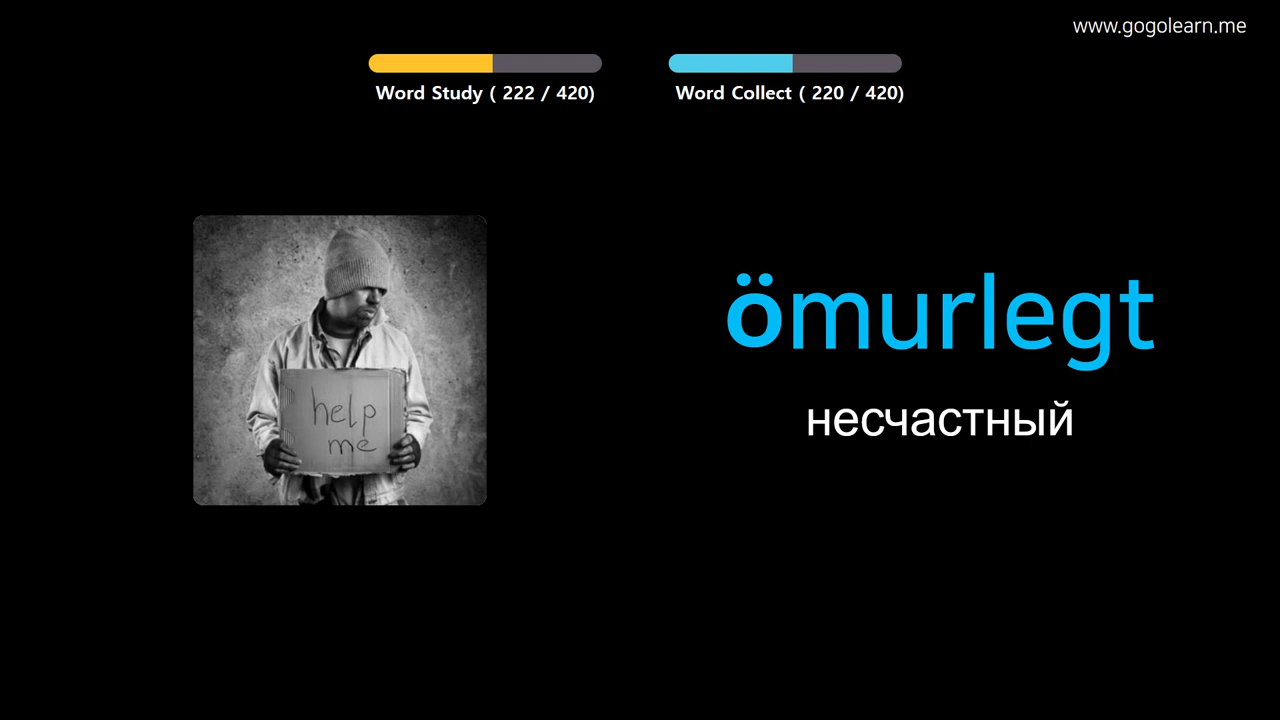 www.gogolearn.me
Word Study ( 222 / 420)
Word Collect ( 220 / 420)
help
me
ömurlegt
несчастный